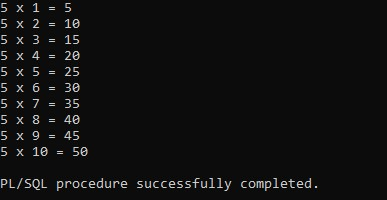 5 x 1 = 5
5 x 2 = 10
5 x 3 = 15
5 x 4 = 20
5 x 5 = 25
5 x 6 = 30
5 x 7 = 35
5 x 8 = 40
5 x 9 = 45
5 x 10 = 50
PL/SQL procedure successfully completed.